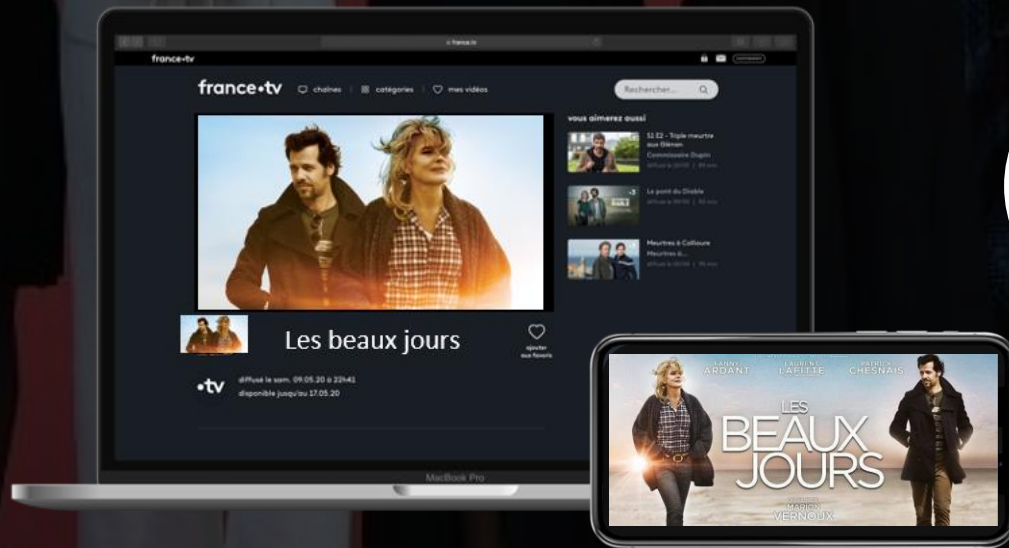 france.tv
france•tv
france•tv
chaînes
catégories
mes vidéos
Rechercher...
vous aimerez aussi
S1 E2 - Triple meurtre
aux Glénan
Commissaire Dupin
Le pont du Diable
Meurtres à Collioure
Meurtres à...
Les beaux jours
ajouter
aux favoris
•tv
diffusé le sam. 09.05.20 à 22h41
disponible jusqu'au 17.05.20
MacBook Pro
FANNY
ARDANT
LAURENT
LAFITTE
PATRICK
CHESNAIS
LES
BEAUX
JOURS
MARION
VERNOUX